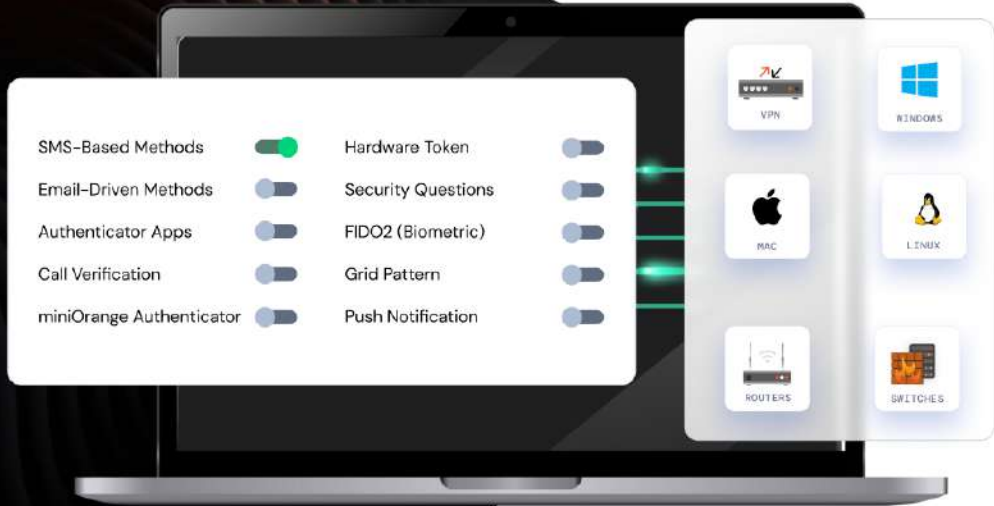 SMS-Based Methods
Email-Driven Methods
Authenticator Apps
Call Verification
miniOrange Authenticator
Hardware Token
Security Questions
FIDO2 (Biometric)
Grid Pattern
Push Notification
VPN
WINDOWS
MAC
LINUX
ROUTERS
SWITCHES